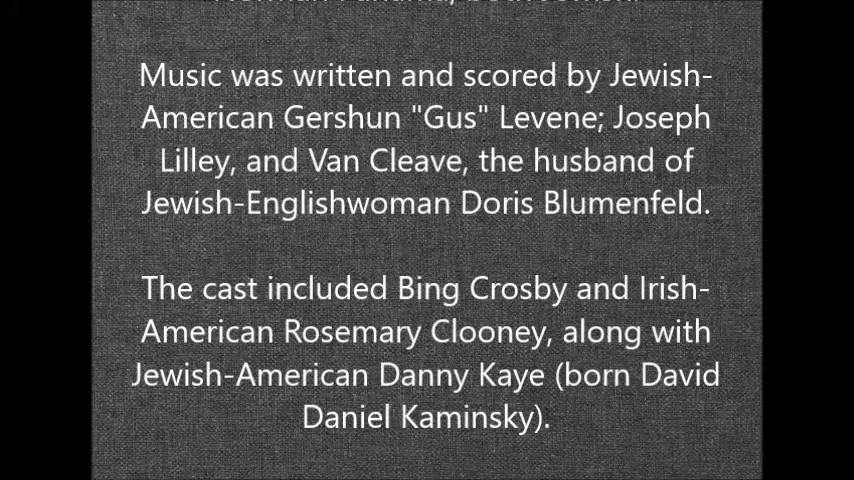 Music was written and scored by Jewish-
American Gershun "Gus" Levene; Joseph
Lilley, and Van Cleave, the husband of
Jewish-Englishwoman Doris Blumenfeld.
The cast included Bing Crosby and Irish-
American Rosemary Clooney, along with
Jewish-American Danny Kaye (born David
Daniel Kaminsky).